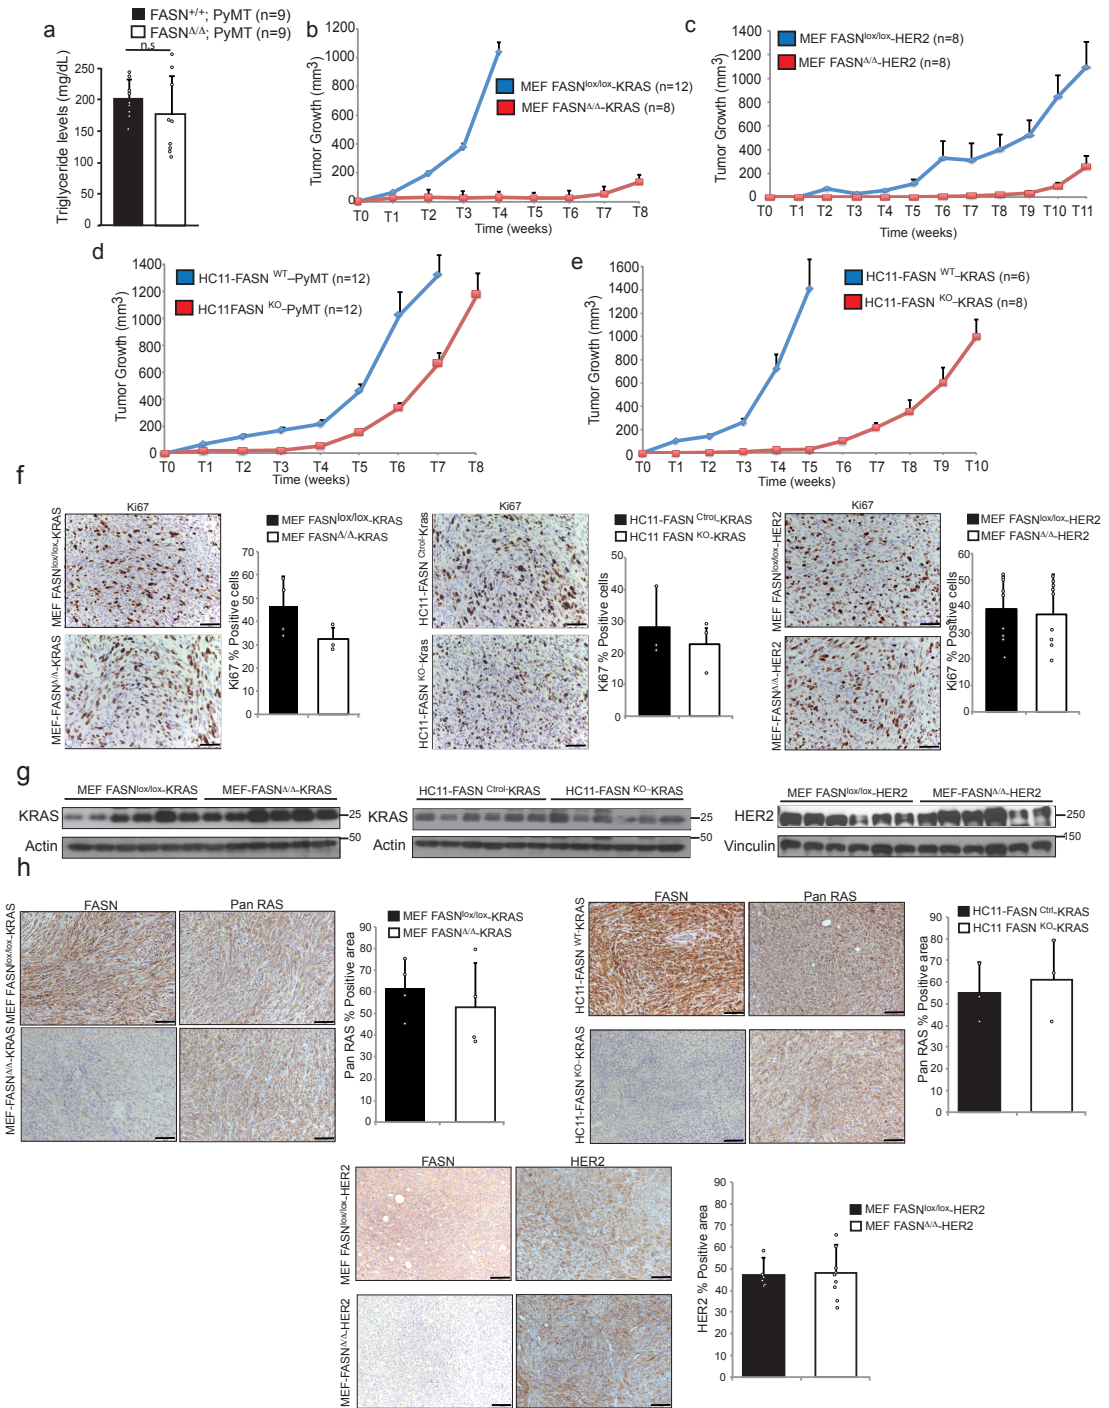 a
FASN+/+; PyMT (n=9)
FASNΔ/Δ; PyMT (n=9)
n.s
Triglyceride levels (mg/dL)
250
200
150
100
50
0
b
MEF FASNlox/lox-KRAS (n=12)
MEF FASNΔ/Δ-KRAS (n=8)
Tumor Growth (mm3)
1200
1000
800
600
400
200
0
T0 T1 T2 T3 T4 T5 T6 T7 T8
Time (weeks)
c
MEF FASNlox/lox-HER2 (n=8)
MEF FASNΔ/Δ-HER2 (n=8)
Tumor Growth (mm3)
1400
1200
1000
800
600
400
200
0
T0 T1 T2 T3 T4 T5 T6 T7 T8 T9 T10 T11
Time (weeks)
d
HC11-FASN WT–PyMT (n=12)
HC11FASN KO–PyMT (n=12)
Tumor Growth (mm3)
1400
1200
1000
800
600
400
200
0
T0 T1 T2 T3 T4 T5 T6 T7 T8
Time (weeks)
e
HC11-FASN WT–KRAS (n=6)
HC11-FASN KO–KRAS (n=8)
Tumor Growth (mm3)
1600
1400
1200
1000
800
600
400
200
0
T0 T1 T2 T3 T4 T5 T6 T7 T8 T9 T10
Time (weeks)
f
Ki67
MEF FASNlox/lox-KRAS
MEF-FASNΔ/Δ-KRAS
MEF FASNlox/lox-KRAS
MEF FASNΔ/Δ-KRAS
Ki67 % Positive cells
70
60
50
40
30
20
10
0
Ki67
HC11-FASN Ctrol-Kras
HC11-FASN KO-Kras
HC11-FASN Ctrol-KRAS
HC11 FASN KO-KRAS
Ki67 % Positive cells
50
40
30
20
10
0
Ki67
MEF FASNlox/lox-HER2
MEF-FASNΔ/Δ-HER2
MEF FASNlox/lox-HER2
MEF FASNΔ/Δ-HER2
Ki67 % Positive cells
60
50
40
30
20
10
0
g
MEF FASNlox/lox-KRAS MEF-FASNΔ/Δ-KRAS
KRAS
25
50
Actin
HC11-FASN Ctrol-KRAS HC11-FASN KO-KRAS
KRAS
25
50
Actin
MEF FASNlox/lox-HER2 MEF-FASNΔ/Δ-HER2
HER2
250
150
Vinculin
h
FASN Pan RAS
MEF FASNlox/lox-KRAS
MEF-FASNΔ/Δ-KRAS
MEF FASNlox/lox-KRAS
MEF FASNΔ/Δ-KRAS
Pan RAS % Positive area
90
80
70
60
50
40
30
20
10
0
FASN Pan RAS
HC11-FASN WT-KRAS
HC11-FASN KO-KRAS
HC11-FASN Ctrl-KRAS
HC11 FASN KO-KRAS
Pan RAS % Positive area
90
80
70
60
50
40
30
20
10
0
FASN HER2
MEF FASNlox/lox-HER2
MEF-FASNΔ/Δ-HER2
MEF FASNlox/lox-HER2
MEF FASNΔ/Δ-HER2
HER2 % Positive area
90
80
70
60
50
40
30
20
10
0